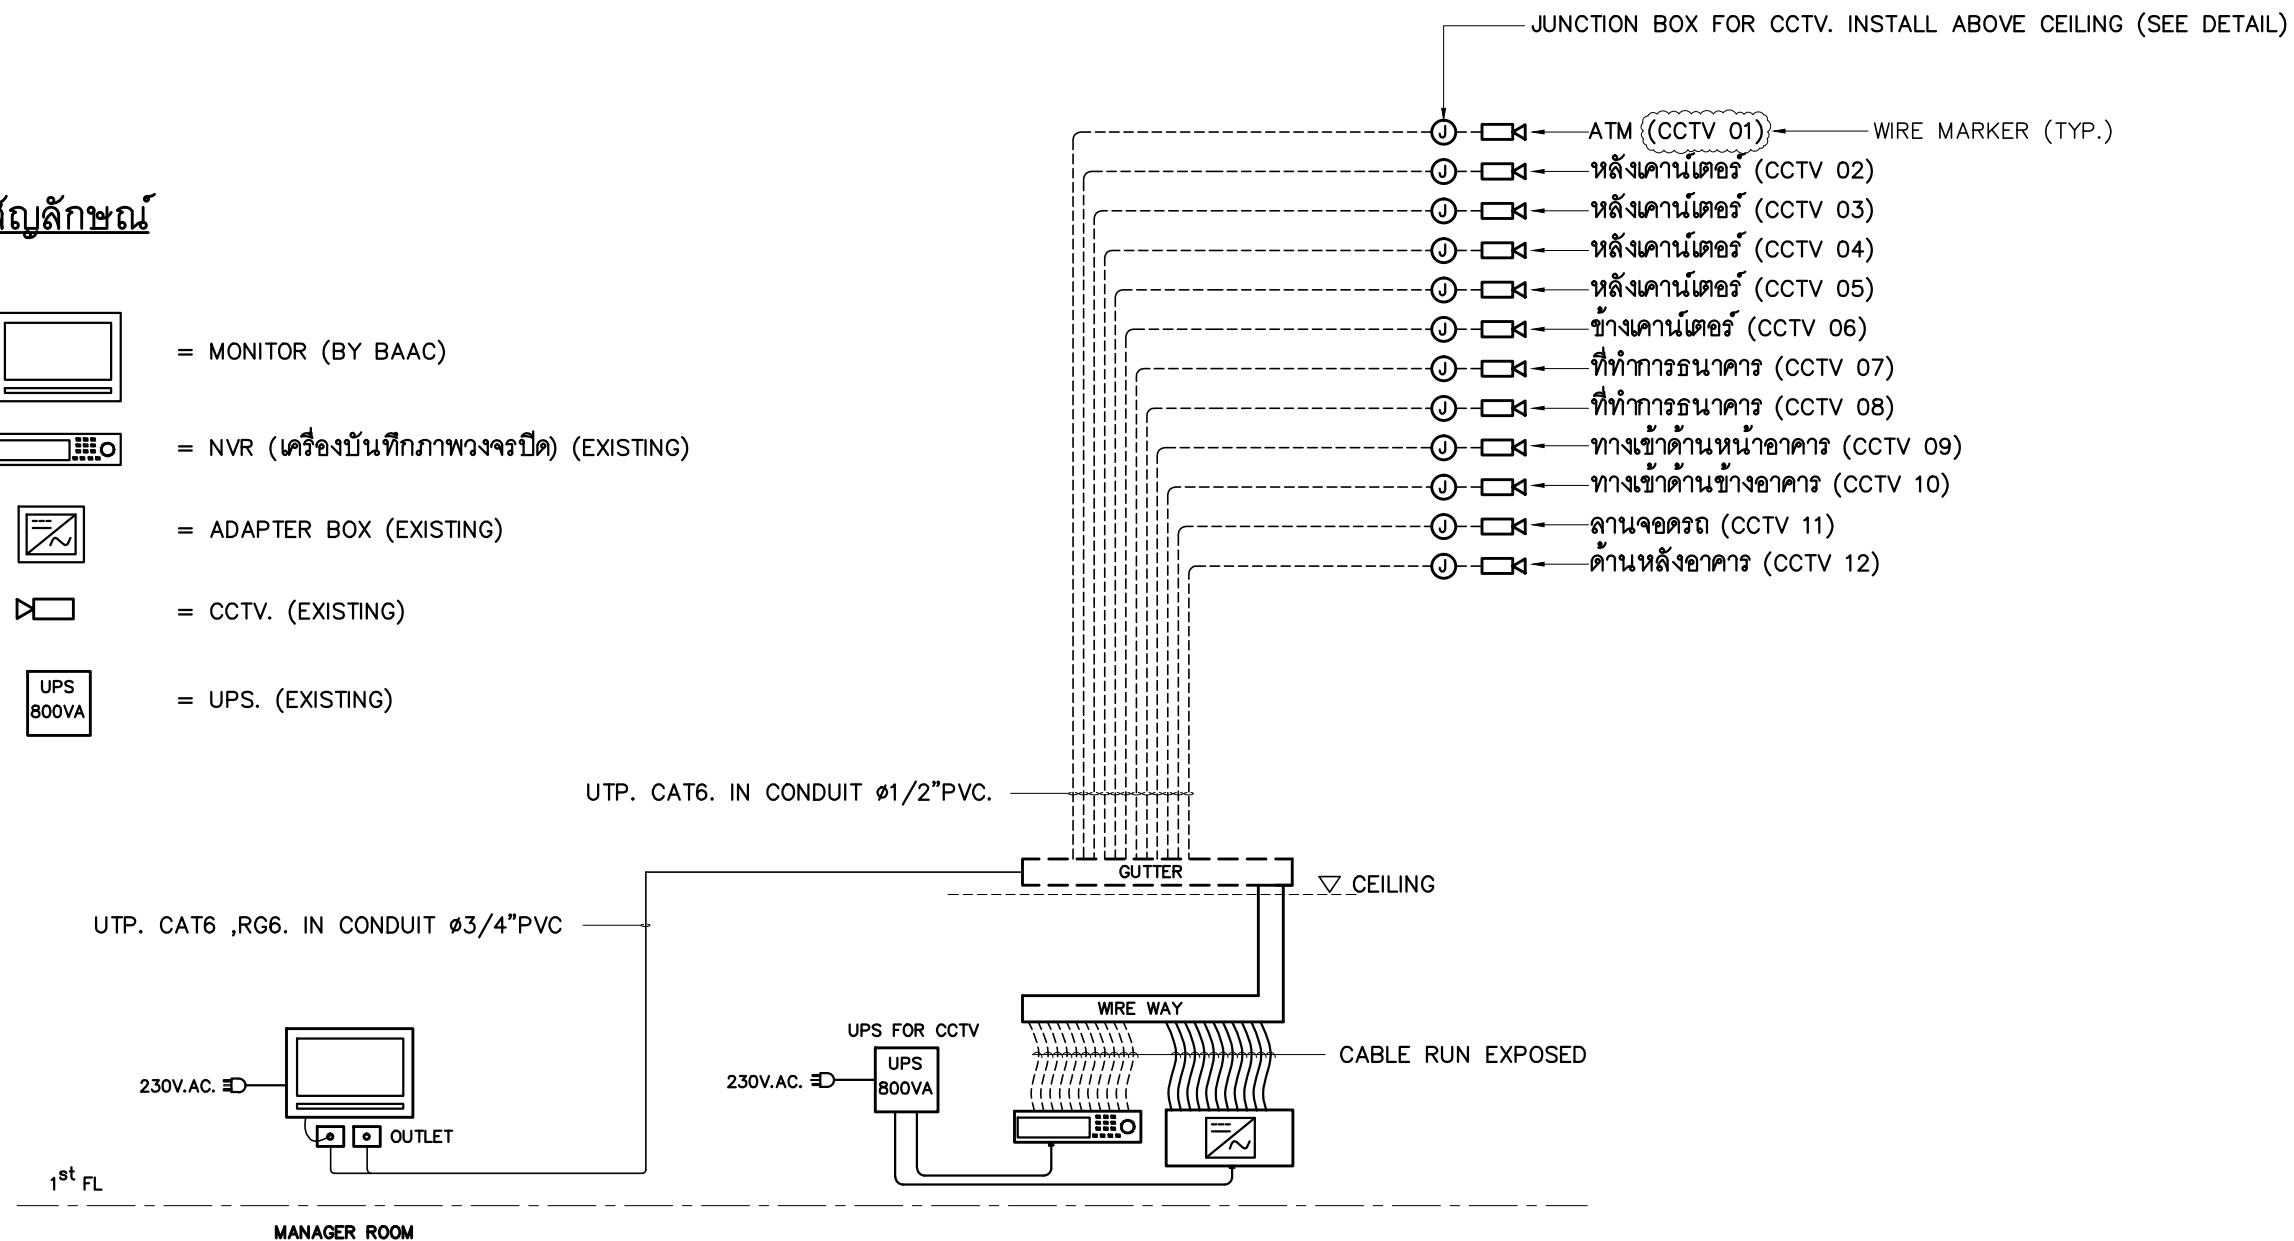 JUNCTION BOX FOR CCTV. INSTALL ABOVE CEILING (SEE DETAIL)
J ATM (CCTV 01) WIRE MARKER (TYP.)
J หลังเคาน์เตอร์ (CCTV 02)
J หลังเคาน์เตอร์ (CCTV 03)
J หลังเคาน์เตอร์ (CCTV 04)
J หลังเคาน์เตอร์ (CCTV 05)
J ข้างเคาน์เตอร์ (CCTV 06)
J ที่ทำการธนาคาร (CCTV 07)
J ที่ทำการธนาคาร (CCTV 08)
J ทางเข้าด้านหน้าอาคาร (CCTV 09)
J ทางเข้าด้านข้างอาคาร (CCTV 10)
J ลานจอดรถ (CCTV 11)
J ด้านหลังอาคาร (CCTV 12)
สัญลักษณ์
= MONITOR (BY BAAC)
= NVR (เครื่องบันทึกภาพวงจรปิด) (EXISTING)
= ADAPTER BOX (EXISTING)
= CCTV. (EXISTING)
UPS
800VA
= UPS. (EXISTING)
UTP. CAT6. IN CONDUIT ø1/2"PVC.
GUTTER
CEILING
UTP. CAT6 ,RG6. IN CONDUIT ø3/4"PVC
WIRE WAY
UPS FOR CCTV
CABLE RUN EXPOSED
230V.AC.
230V.AC.
UPS
800VA
OUTLET
1st FL
MANAGER ROOM